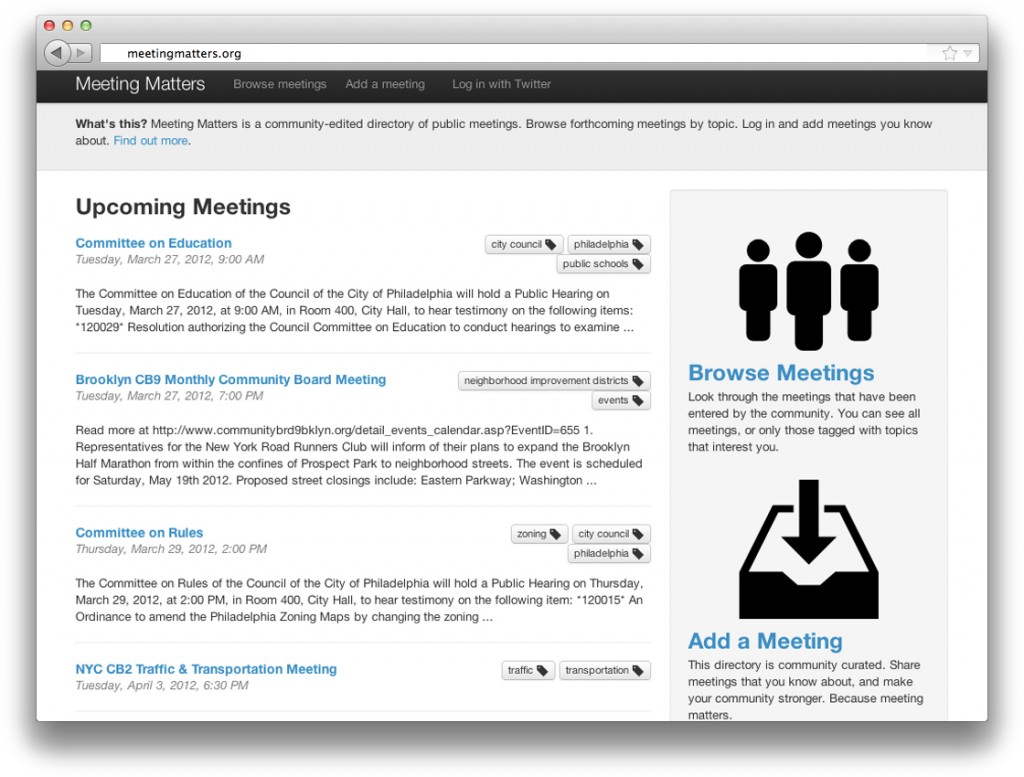 meetingmatters.org
Meeting Matters Browse meetings Add a meeting Log in with Twitter
What's this? Meeting Matters is a community-edited directory of public meetings. Browse forthcoming meetings by topic. Log in and add meetings you know
about. Find out more.
Upcoming Meetings
Committee on Education
Tuesday, March 27, 2012, 9:00 AM
city council philadelphia
public schools
The Committee on Education of the Council of the City of Philadelphia will hold a Public Hearing on
Tuesday, March 27, 2012, at 9:00 AM, in Room 400, City Hall, to hear testimony on the following items:
*120029* Resolution authorizing the Council Committee on Education to conduct hearings to examine ...
Brooklyn CB9 Monthly Community Board Meeting
Tuesday, March 27, 2012, 7:00 PM
neighborhood improvement districts
events
Read more at http://www.communitybrd9bklyn.org/detail_events_calendar.asp?EventID=655 1.
Representatives for the New York Road Runners Club will inform of their plans to expand the Brooklyn
Half Marathon from within the confines of Prospect Park to neighborhood streets. The event is scheduled
for Saturday, May 19th 2012. Proposed street closings include: Eastern Parkway; Washington ...
Committee on Rules
Thursday, March 29, 2012, 2:00 PM
zoning city council
philadelphia
The Committee on Rules of the Council of the City of Philadelphia will hold a Public Hearing on Thursday,
March 29, 2012, at 2:00 PM, in Room 400, City Hall, to hear testimony on the following item: *120015* An
Ordinance to amend the Philadelphia Zoning Maps by changing the zoning ...
NYC CB2 Traffic & Transportation Meeting
Tuesday, April 3, 2012, 6:30 PM
traffic transportation
Browse Meetings
Look through the meetings that have been
entered by the community. You can see all
meetings, or only those tagged with topics
that interest you.
Add a Meeting
This directory is community curated. Share
meetings that you know about, and make
your community stronger. Because meeting
matters.